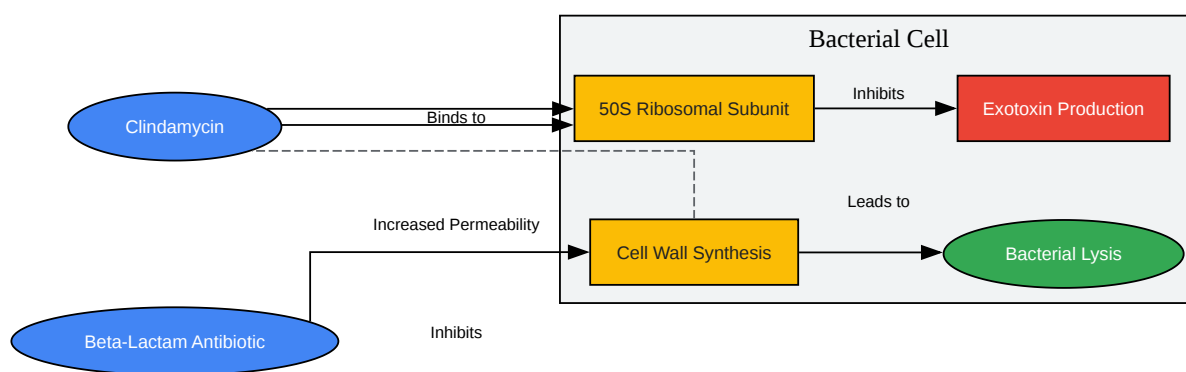 Bacterial Cell
Clindamycin
Binds to
50S Ribosomal Subunit
Inhibits
Exotoxin Production
Increased Permeability
Leads to
Cell Wall Synthesis
Bacterial Lysis
Beta-Lactam Antibiotic
Inhibits